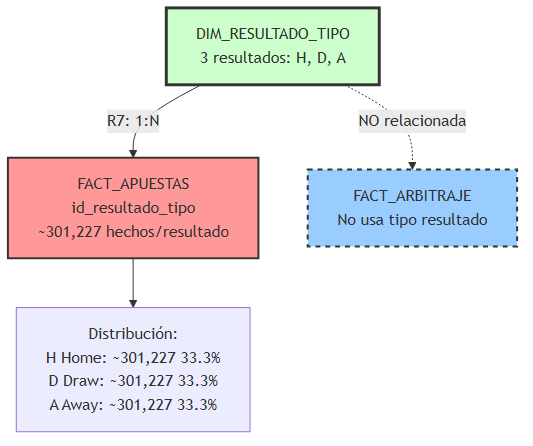 DIM_RESULTADO_TIPO
3 resultados: H, D, A
R7: 1:N
NO relacionada
FACT_APUESTAS
id_resultado_tipo
~301,227 hechos/resultado
FACT_ARBITRAJE
No usa tipo resultado
Distribución:
H Home: ~301,227 33.3%
D Draw: ~301,227 33.3%
A Away: ~301,227 33.3%